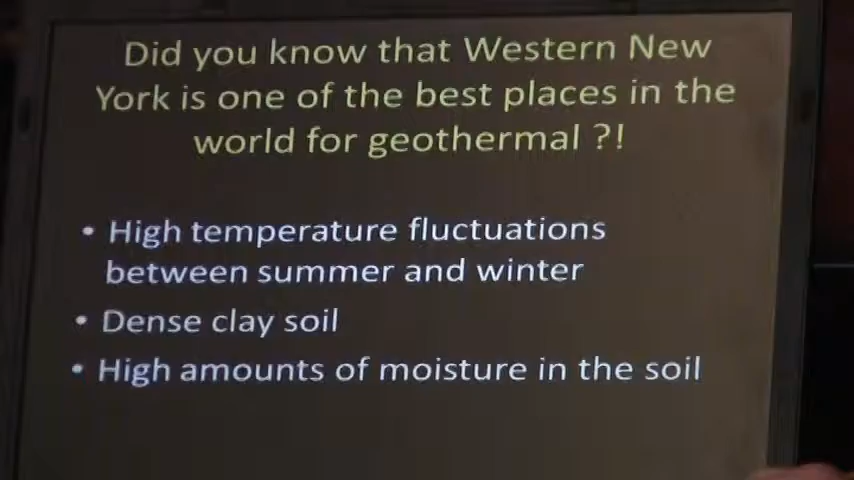 Did you know that Western New
York is one of the best places in the
world for geothermal ?!
• High temperature fluctuations
between summer and winter
• Dense clay soil
• High amounts of moisture in the soil